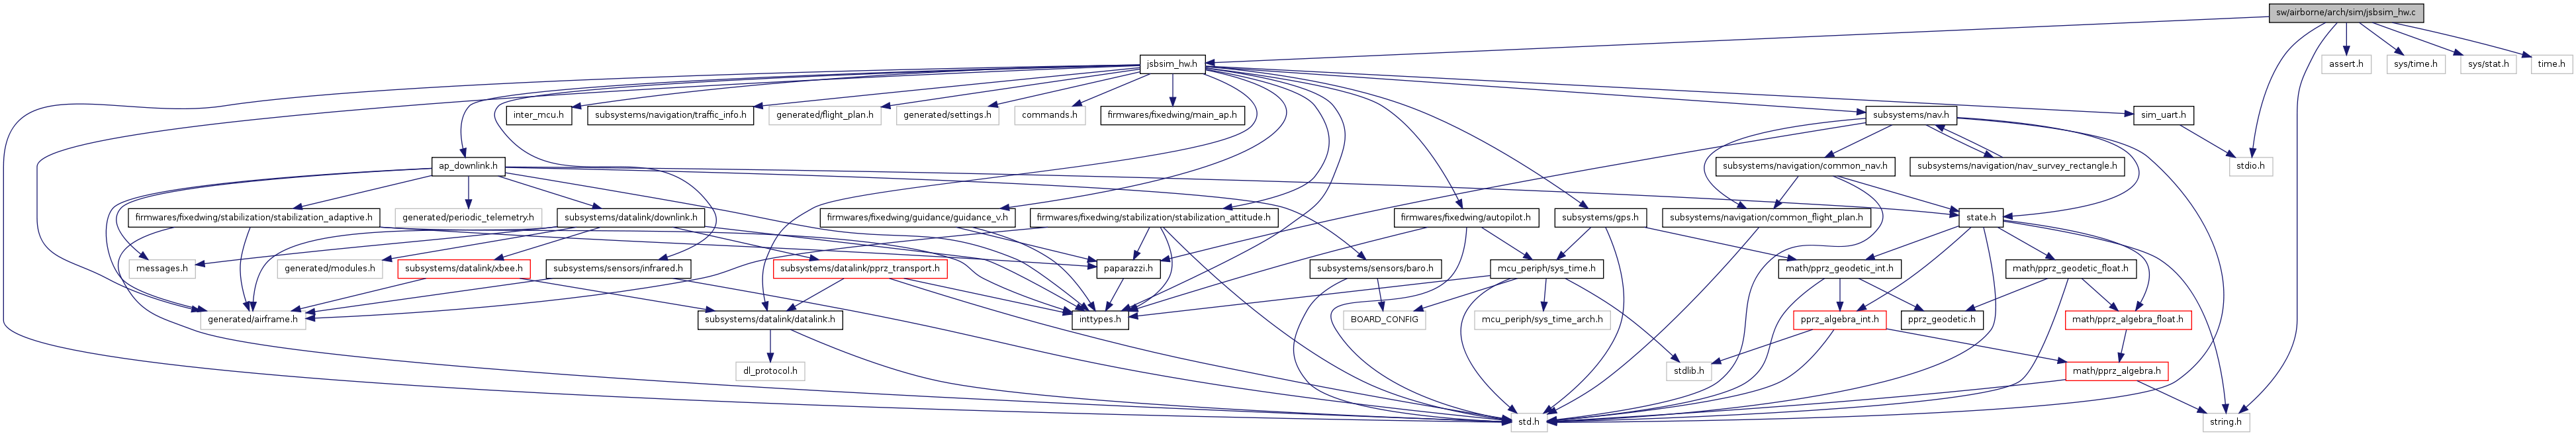 sw/airborne/arch/sim/jsbsim_hw.c
jsbsim_hw.h
assert.h
sys/time.h
sys/stat.h
time.h
inter_mcu.h
subsystems/navigation/traffic_info.h
generated/flight_plan.h
generated/settings.h
commands.h
firmwares/fixedwing/main_ap.h
subsystems/nav.h
sim_uart.h
ap_downlink.h
subsystems/navigation/common_nav.h
subsystems/navigation/nav_survey_rectangle.h
stdio.h
firmwares/fixedwing/stabilization/stabilization_adaptive.h
generated/periodic_telemetry.h
subsystems/datalink/downlink.h
firmwares/fixedwing/guidance/guidance_v.h
firmwares/fixedwing/stabilization/stabilization_attitude.h
firmwares/fixedwing/autopilot.h
subsystems/gps.h
subsystems/navigation/common_flight_plan.h
state.h
messages.h
generated/modules.h
subsystems/datalink/xbee.h
subsystems/sensors/infrared.h
subsystems/datalink/pprz_transport.h
paparazzi.h
subsystems/sensors/baro.h
mcu_periph/sys_time.h
math/pprz_geodetic_int.h
math/pprz_geodetic_float.h
generated/airframe.h
subsystems/datalink/datalink.h
inttypes.h
BOARD_CONFIG
mcu_periph/sys_time_arch.h
pprz_algebra_int.h
pprz_geodetic.h
math/pprz_algebra_float.h
dl_protocol.h
stdlib.h
math/pprz_algebra.h
std.h
string.h